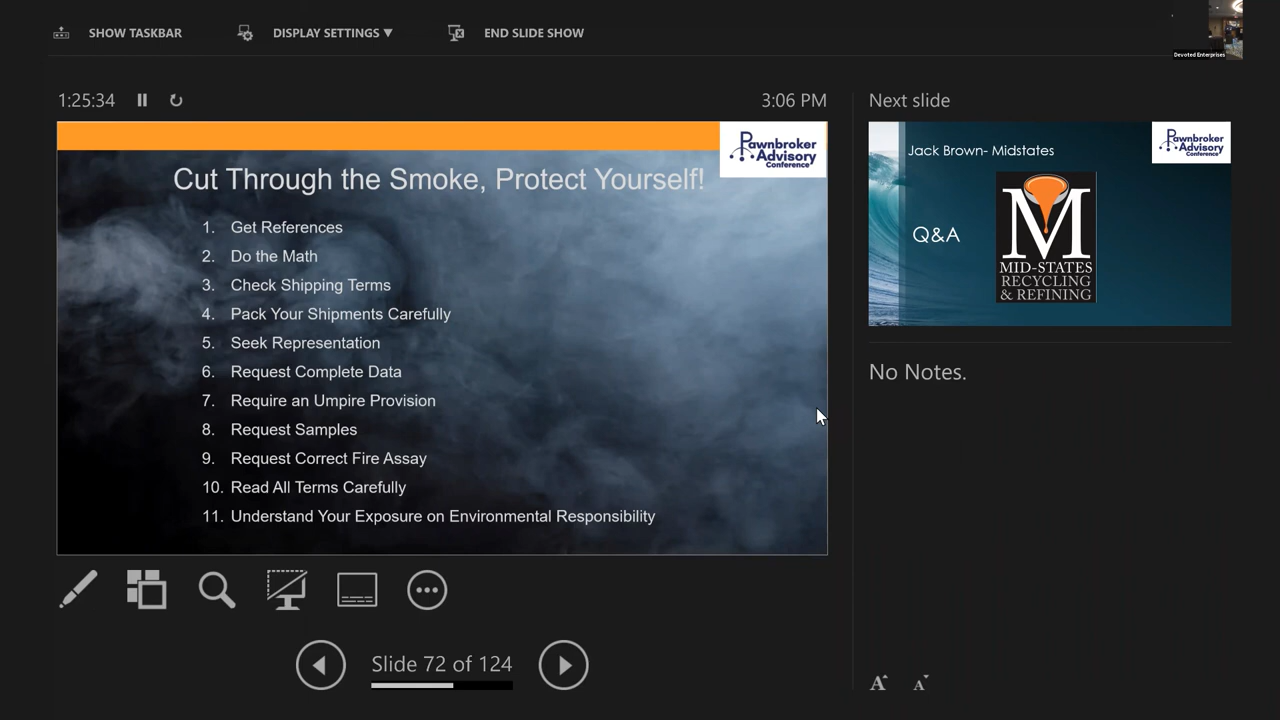 SHOW TASKBAR
DISPLAY SETTINGS ▼
END SLIDE SHOW
Devoted Enterprises
1:25:34
3:06 PM
Next slide
Pawnbroker
Advisory
Conference
Cut Through the Smoke, Protect Yourself!
1. Get References
2. Do the Math
3. Check Shipping Terms
4. Pack Your Shipments Carefully
5. Seek Representation
6. Request Complete Data
7. Require an Umpire Provision
8. Request Samples
9. Request Correct Fire Assay
10. Read All Terms Carefully
11. Understand Your Exposure on Environmental Responsibility
Jack Brown- Midstates
Pawnbroker
Advisory
Conference
Q&A
M
MID-STATES
RECYCLING
& REFINING
No Notes.
Slide 72 of 124
A A